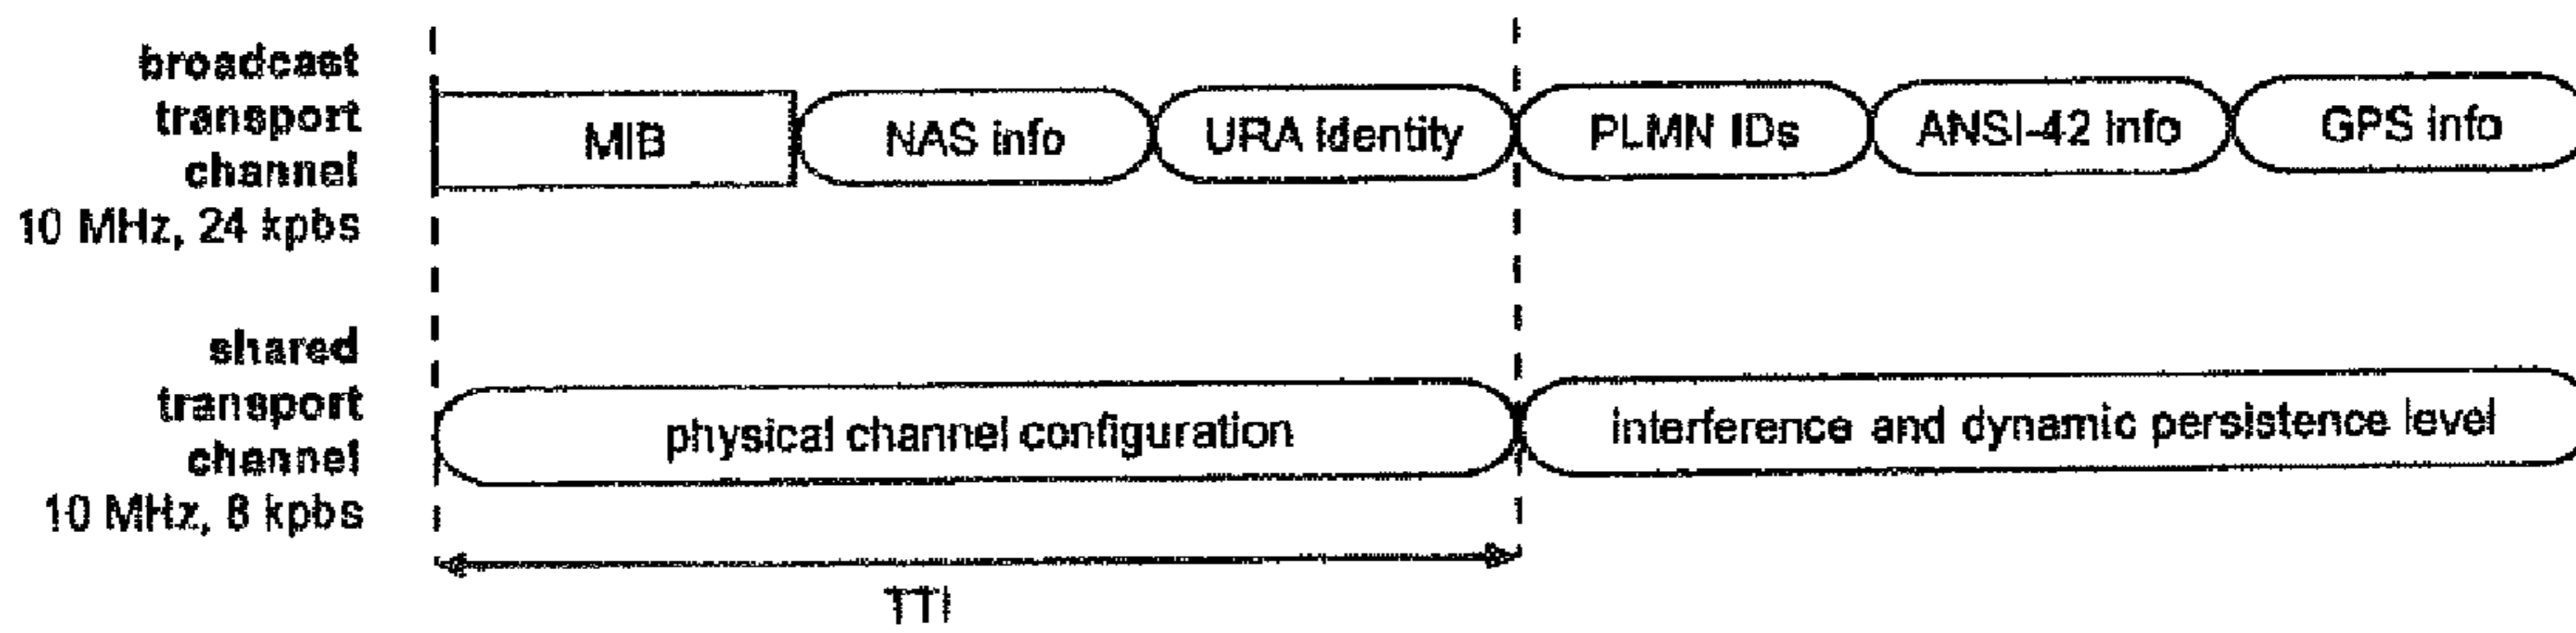 broadcast
transport
channel
10 MHz, 24 kpbs
MIB
NAS info
URA identity
PLMN IDs
ANSI-42 info
GPS info
shared
transport
channel
10 MHz, 8 kpbs
physical channel configuration
interference and dynamic persistence level
TTI